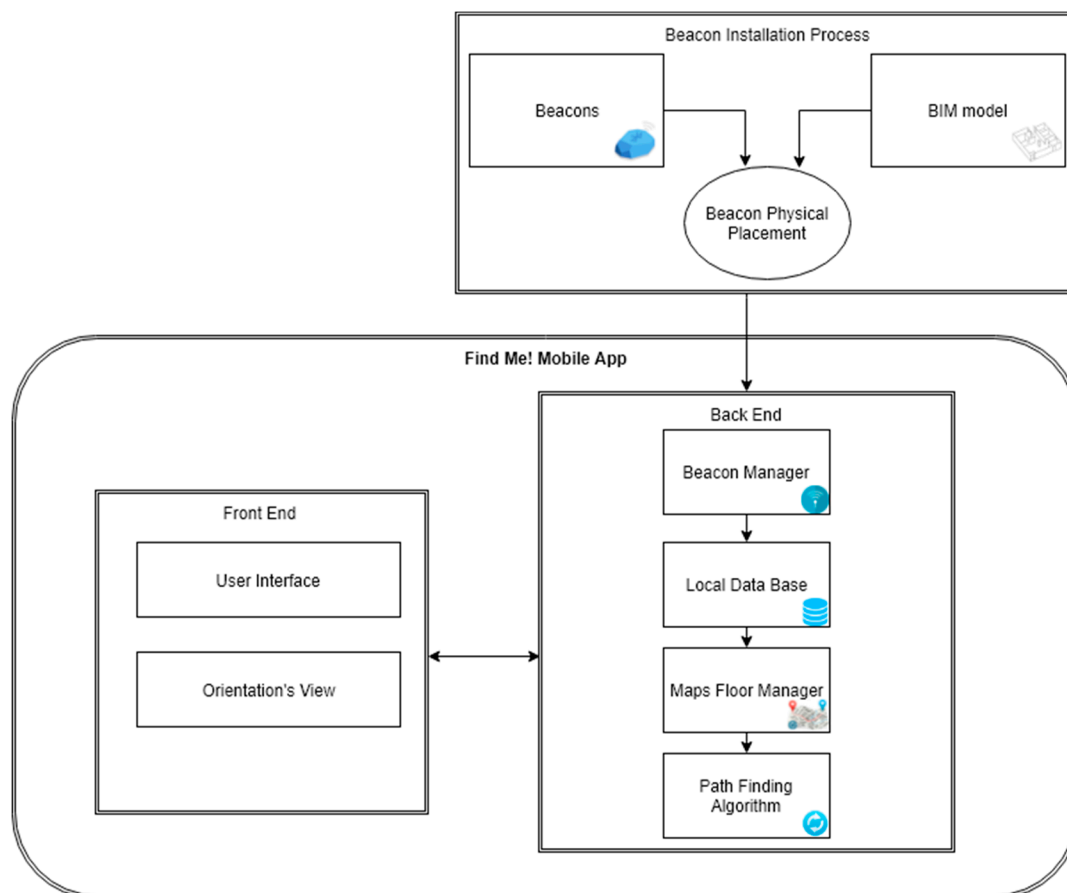 Beacon Installation Process
Beacons
BIM model
Beacon Physical
Placement
Find Me! Mobile App
Back End
Beacon Manager
Front End
User Interface
Local Data Base
Orientation's View
Maps Floor Manager
Path Finding
Algorithm